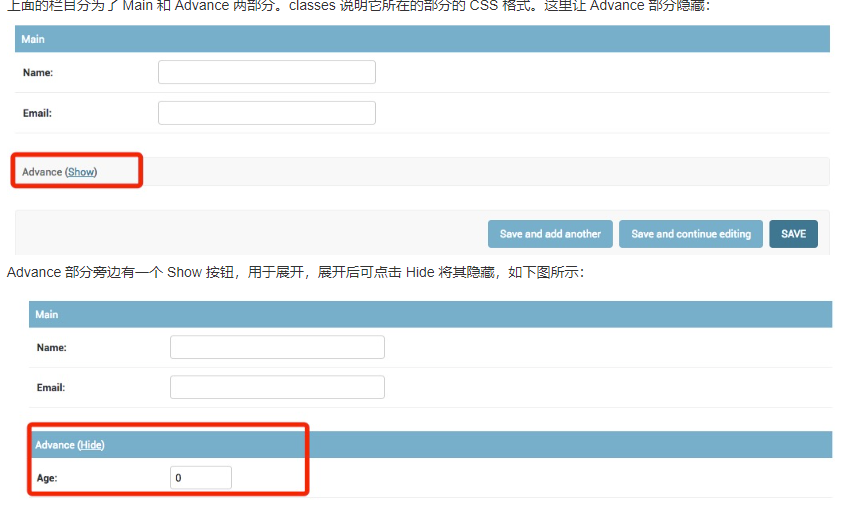 上面的栏目分为了 Main 和 Advance 两部分。classes 说明它所在的部分的 CSS 格式。这里让 Advance 部分隐藏：
Main
Name:
Email:
Advance (Show)
Save and add another Save and continue editing SAVE
Advance 部分旁边有一个 Show 按钮，用于展开，展开后可点击 Hide 将其隐藏，如下图所示：
Main
Name:
Email:
Advance (Hide)
Age: 0